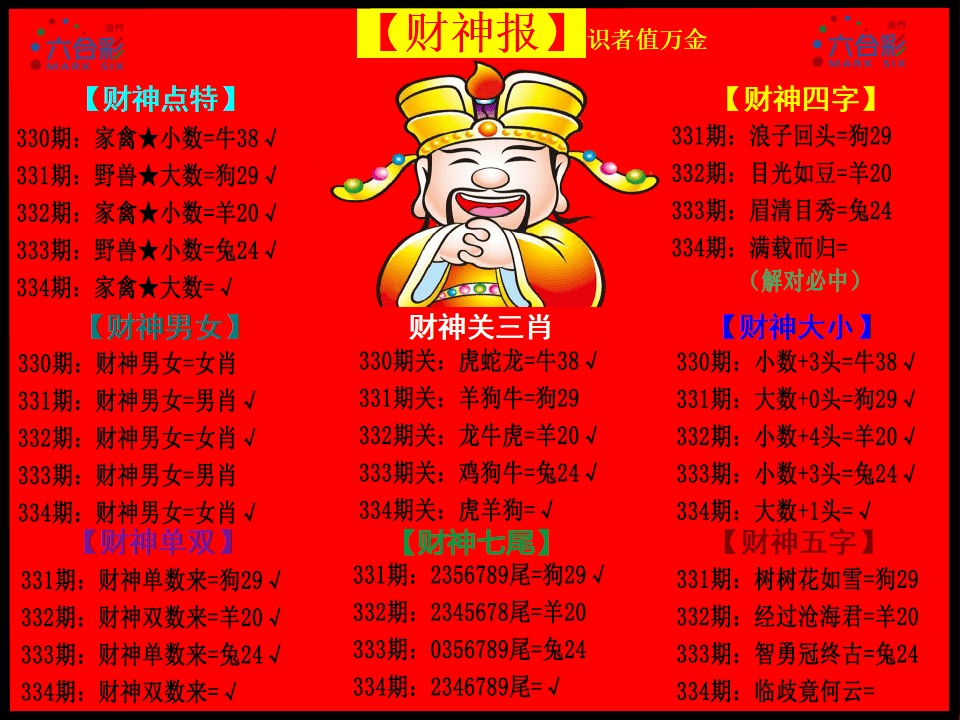 【财神报】识者值万金
澳門
六合彩
MARK SIX
澳門
六合彩
MARK SIX
【财神点特】
330期：家禽★小数=牛38√
331期：野兽★大数=狗29√
332期：家禽★小数=羊20√
333期：野兽★小数=兔24√
334期：家禽★大数=√
【财神四字】
331期：浪子回头=狗29
332期：目光如豆=羊20
333期：眉清目秀=兔24
334期：满载而归=
（解对必中）
【财神男女】
330期：财神男女=女肖
331期：财神男女=男肖√
332期：财神男女=女肖√
333期：财神男女=男肖
334期：财神男女=女肖√
财神关三肖
330期关：虎蛇龙=牛38√
331期关：羊狗牛=狗29
332期关：龙牛虎=羊20√
333期关：鸡狗牛=兔24√
334期关：虎羊狗=√
【财神大小】
330期：小数+3头=牛38√
331期：大数+0头=狗29√
332期：小数+4头=羊20√
333期：小数+3头=兔24√
334期：大数+1头=√
【财神单双】
331期：财神单数来=狗29√
332期：财神双数来=羊20√
333期：财神单数来=兔24√
334期：财神双数来=√
【财神七尾】
331期：2356789尾=狗29√
332期：2345678尾=羊20
333期：0356789尾=兔24
334期：2346789尾=√
【财神五字】
331期：树树花如雪=狗29
332期：经过沧海君=羊20
333期：智勇冠终古=兔24
334期：临歧竟何云=